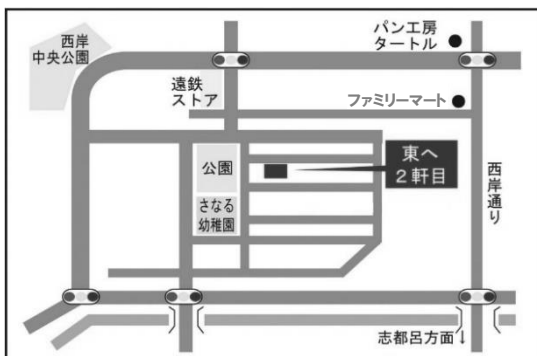 西岸
中央公園
パン工房
タートル
遠鉄
ストア
ファミリーマート
公園
東へ
2軒目
さなる
幼稚園
西岸通り
志都呂方面↓